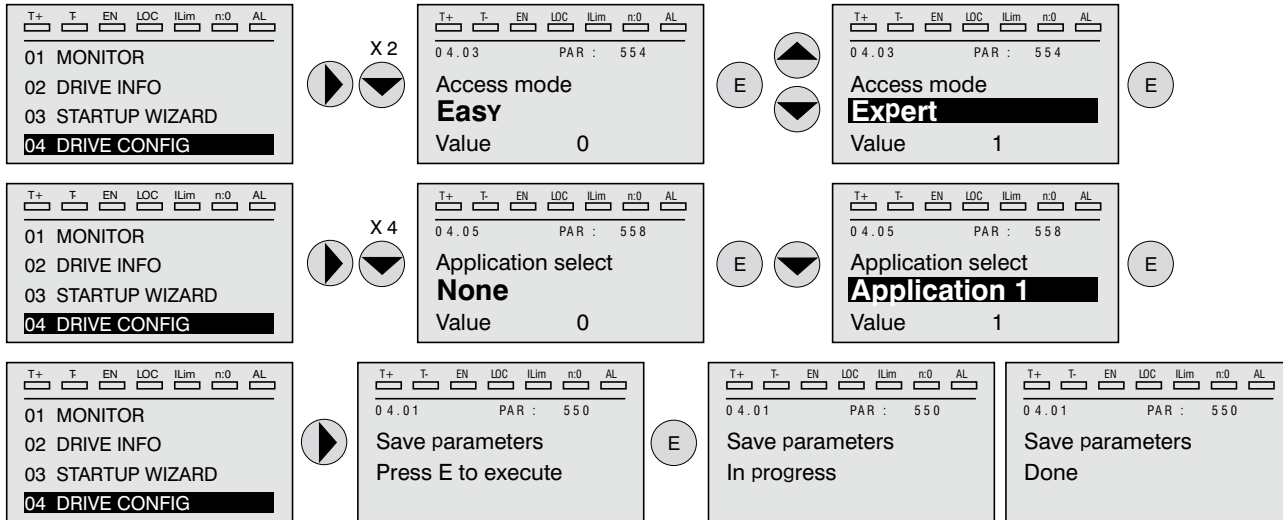 T+ T- EN LOC ILim n:0 AL
01 MONITOR
02 DRIVE INFO
03 STARTUP WIZARD
04 DRIVE CONFIG
X 2
T+ T- EN LOC ILim n:0 AL
04.03 PAR : 554
Access mode
Easy
Value 0
E
T+ T- EN LOC ILim n:0 AL
04.03 PAR : 554
Access mode
Expert
Value 1
E
T+ T- EN LOC ILim n:0 AL
01 MONITOR
02 DRIVE INFO
03 STARTUP WIZARD
04 DRIVE CONFIG
X 4
T+ T- EN LOC ILim n:0 AL
04.05 PAR : 558
Application select
None
Value 0
E
T+ T- EN LOC ILim n:0 AL
04.05 PAR : 558
Application select
Application 1
Value 1
E
T+ T- EN LOC ILim n:0 AL
01 MONITOR
02 DRIVE INFO
03 STARTUP WIZARD
04 DRIVE CONFIG
T+ T- EN LOC ILim n:0 AL
04.01 PAR : 550
Save parameters
Press E to execute
E
T+ T- EN LOC ILim n:0 AL
04.01 PAR : 550
Save parameters
In progress
T+ T- EN LOC ILim n:0 AL
04.01 PAR : 550
Save parameters
Done